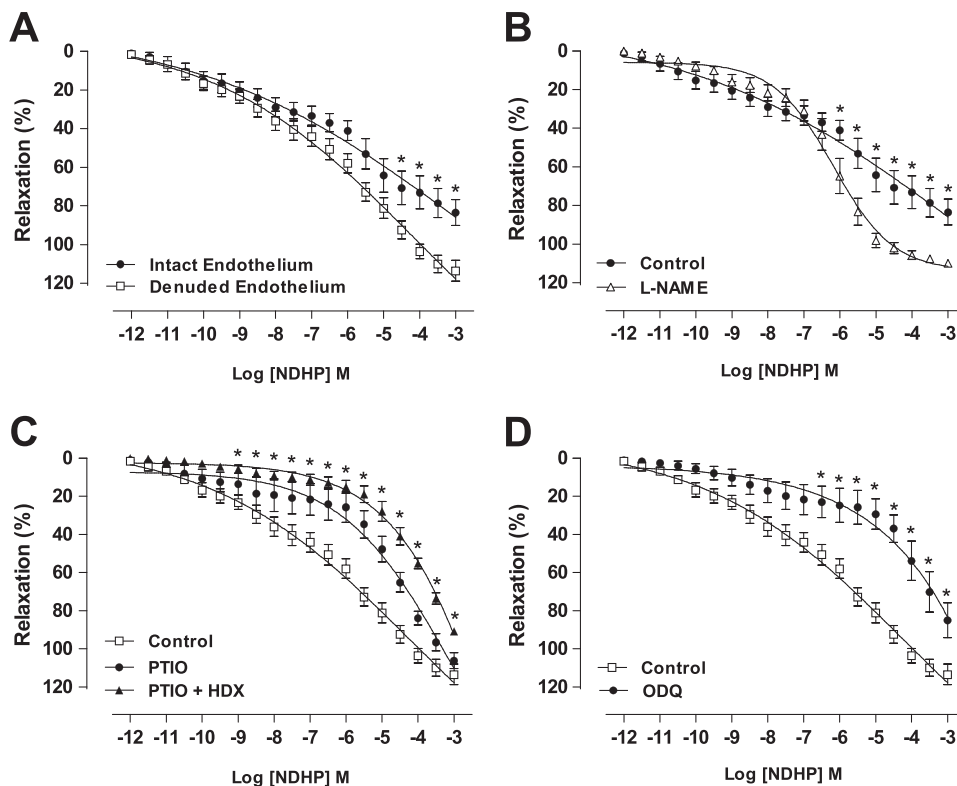 A
Relaxation (%)
0
20
40
60
80
100
120
* * * *
Intact Endothelium
Denuded Endothelium
-12 -11 -10 -9 -8 -7 -6 -5 -4 -3
Log [NDHP] M
B
Relaxation (%)
0
20
40
60
80
100
120
* * * * * * *
Control
L-NAME
-12 -11 -10 -9 -8 -7 -6 -5 -4 -3
Log [NDHP] M
C
Relaxation (%)
0
20
40
60
80
100
120
* * * * * * * * * * * * *
Control
PTIO
PTIO + HDX
-12 -11 -10 -9 -8 -7 -6 -5 -4 -3
Log [NDHP] M
D
Relaxation (%)
0
20
40
60
80
100
120
* * * * * * * *
Control
ODQ
-12 -11 -10 -9 -8 -7 -6 -5 -4 -3
Log [NDHP] M